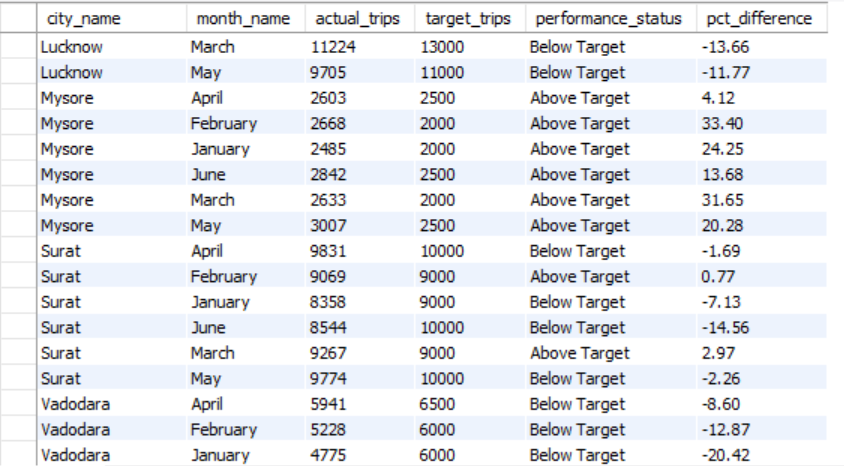 city_name month_name actual_trips target_trips performance_status pct_difference
Lucknow March 11224 13000 Below Target -13.66
Lucknow May 9705 11000 Below Target -11.77
Mysore April 2603 2500 Above Target 4.12
Mysore February 2668 2000 Above Target 33.40
Mysore January 2485 2000 Above Target 24.25
Mysore June 2842 2500 Above Target 13.68
Mysore March 2633 2000 Above Target 31.65
Mysore May 3007 2500 Above Target 20.28
Surat April 9831 10000 Below Target -1.69
Surat February 9069 9000 Above Target 0.77
Surat January 8358 9000 Below Target -7.13
Surat June 8544 10000 Below Target -14.56
Surat March 9267 9000 Above Target 2.97
Surat May 9774 10000 Below Target -2.26
Vadodara April 5941 6500 Below Target -8.60
Vadodara February 5228 6000 Below Target -12.87
Vadodara January 4775 6000 Below Target -20.42